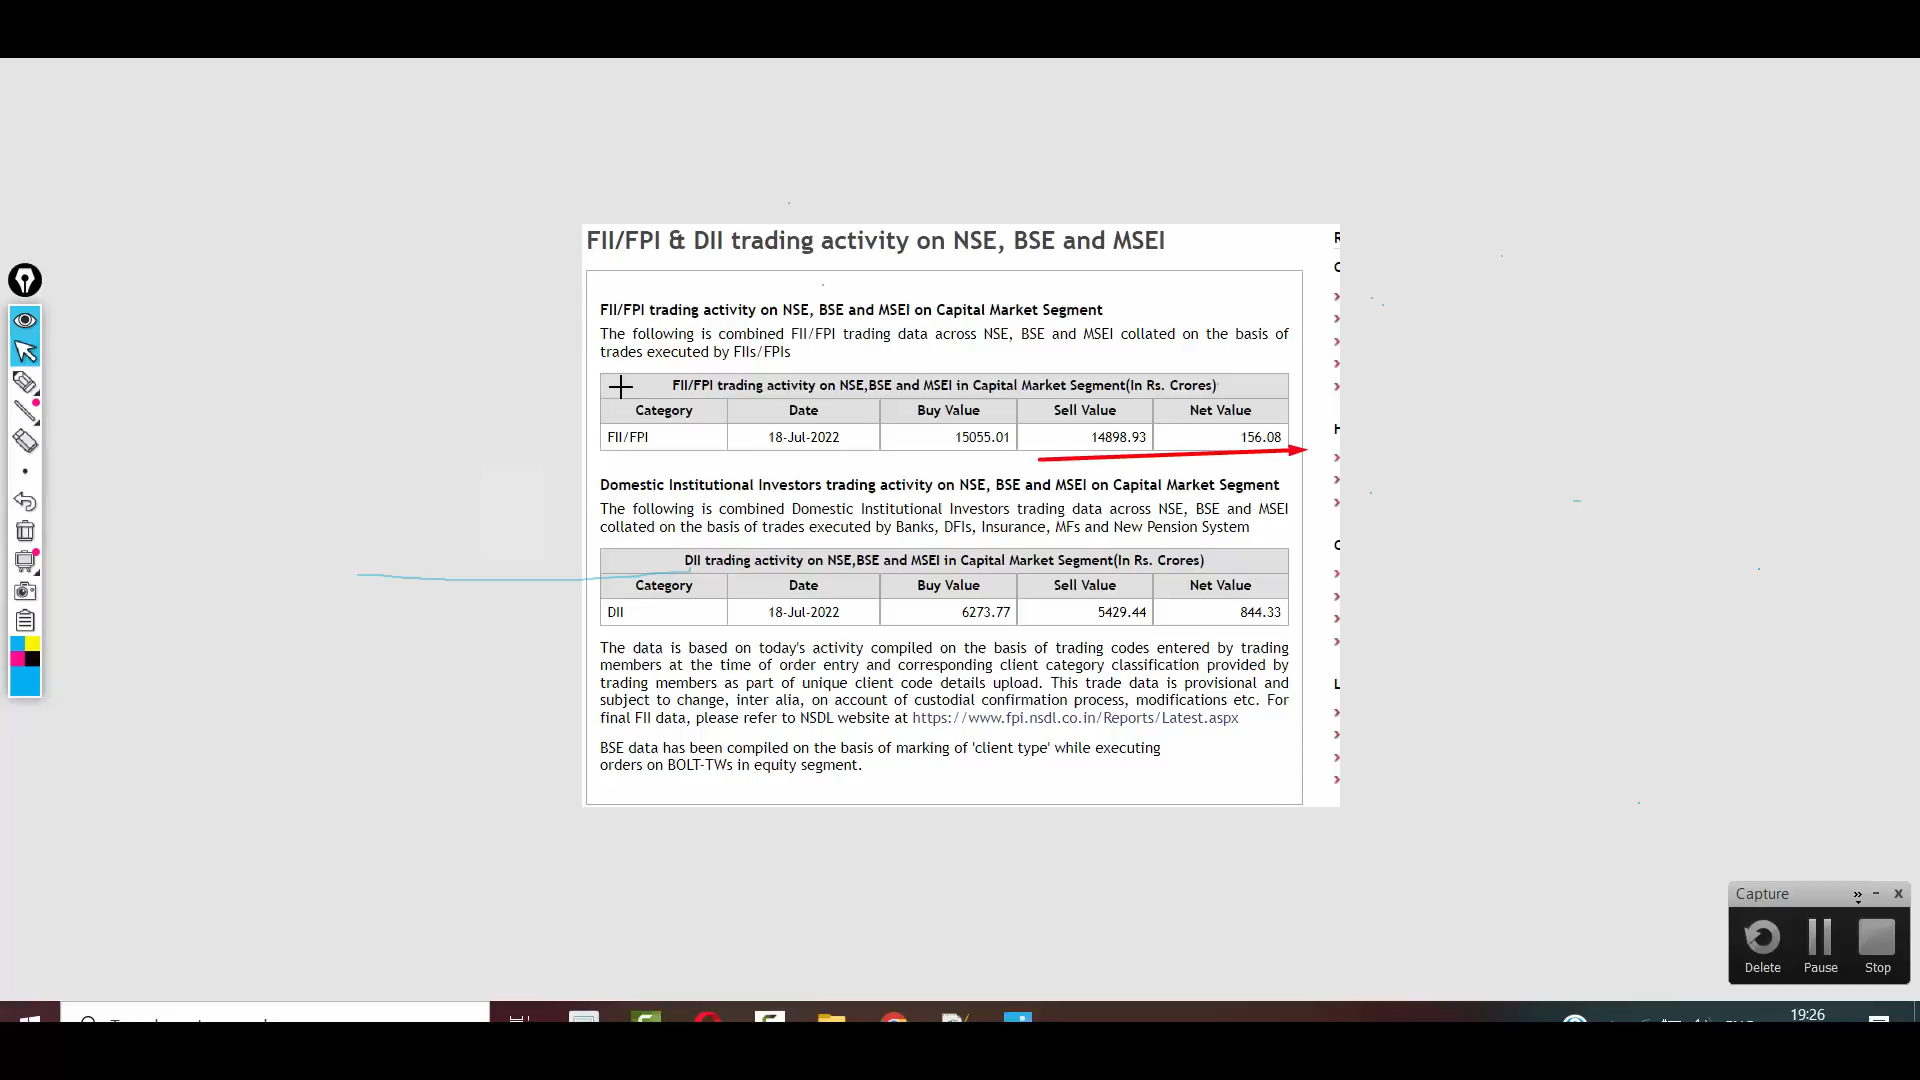 FII/FPI & DII trading activity on NSE, BSE and MSEI
FII/FPI trading activity on NSE, BSE and MSEI on Capital Market Segment
The following is combined FII/FPI trading data across NSE, BSE and MSEI collated on the basis of
trades executed by FIIs/FPIs
FII/FPI trading activity on NSE,BSE and MSEI in Capital Market Segment(In Rs. Crores)
Category Date Buy Value Sell Value Net Value
FII/FPI 18-Jul-2022 15055.01 14898.93 156.08
Domestic Institutional Investors trading activity on NSE, BSE and MSEI on Capital Market Segment
The following is combined Domestic Institutional Investors trading data across NSE, BSE and MSEI
collated on the basis of trades executed by Banks, DFIs, Insurance, MFs and New Pension System
DII trading activity on NSE,BSE and MSEI in Capital Market Segment(In Rs. Crores)
Category Date Buy Value Sell Value Net Value
DII 18-Jul-2022 6273.77 5429.44 844.33
The data is based on today's activity compiled on the basis of trading codes entered by trading
members at the time of order entry and corresponding client category classification provided by
trading members as part of unique client code details upload. This trade data is provisional and
subject to change, inter alia, on account of custodial confirmation process, modifications etc. For
final FII data, please refer to NSDL website at https://www.fpi.nsdl.co.in/Reports/Latest.aspx
BSE data has been compiled on the basis of marking of 'client type' while executing
orders on BOLT-TWs in equity segment.
Capture
Delete Pause Stop
19:26